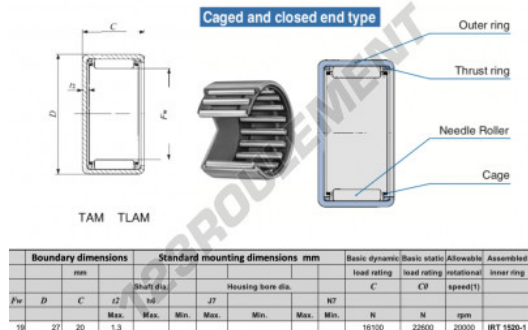 Caged and closed end type
C
Outer ring
Thrust ring
t2
D
Fw
Needle Roller
Cage
TAM TLAM
123ROULEMENT
Boundary dimensions Standard mounting dimensions mm Basic dynamic Basic static Allowable Assembled
mm load rating load rating rotational inner ring
Shaft dia. Housing bore dia. C C0 speed(1)
Fw D C t2 h6 J7 N7
Max. Max. Min. Max. Min. Max. Min. N N rpm
19 27 20 1.3 16100 22600 20000 IRT 1520-1